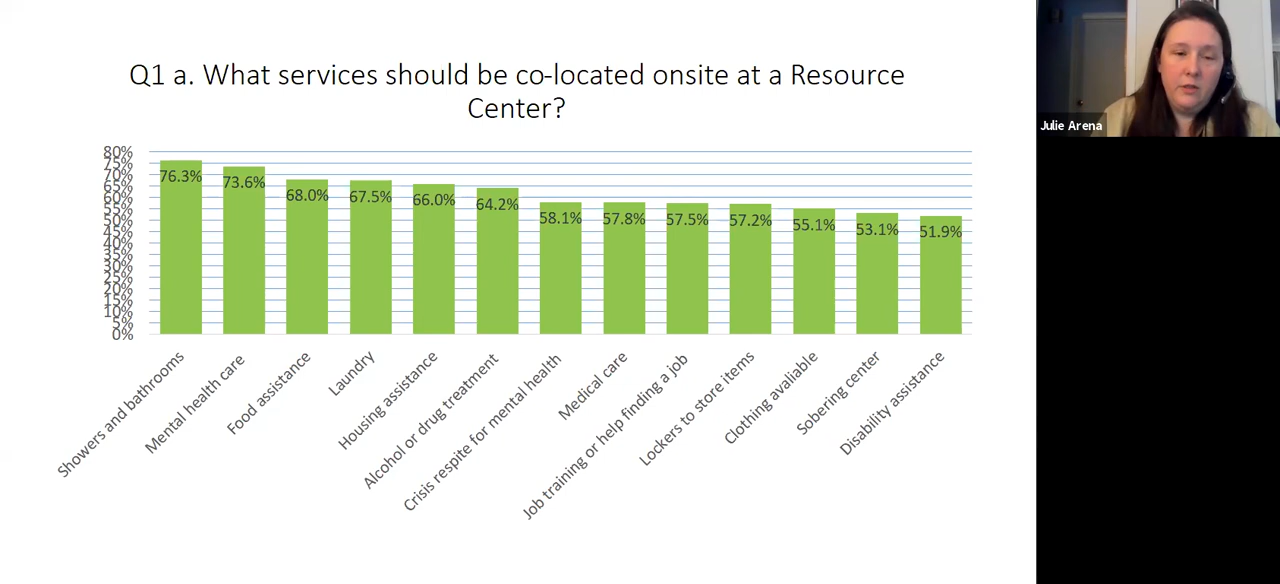 Q1 a. What services should be co-located onsite at a Resource
Center?
80%
75%
70%
65%
60%
55%
50%
45%
40%
35%
30%
25%
20%
15%
10%
5%
0%
76.3%
73.6%
68.0%
67.5%
66.0%
64.2%
58.1%
57.8%
57.5%
57.2%
55.1%
53.1%
51.9%
Showers and bathrooms
Mental health care
Food assistance
Laundry
Housing assistance
Alcohol or drug treatment
Crisis respite for mental health
Medical care
Job training or help finding a job
Lockers to store items
Clothing avaliable
Sobering center
Disability assistance
Julie Arena